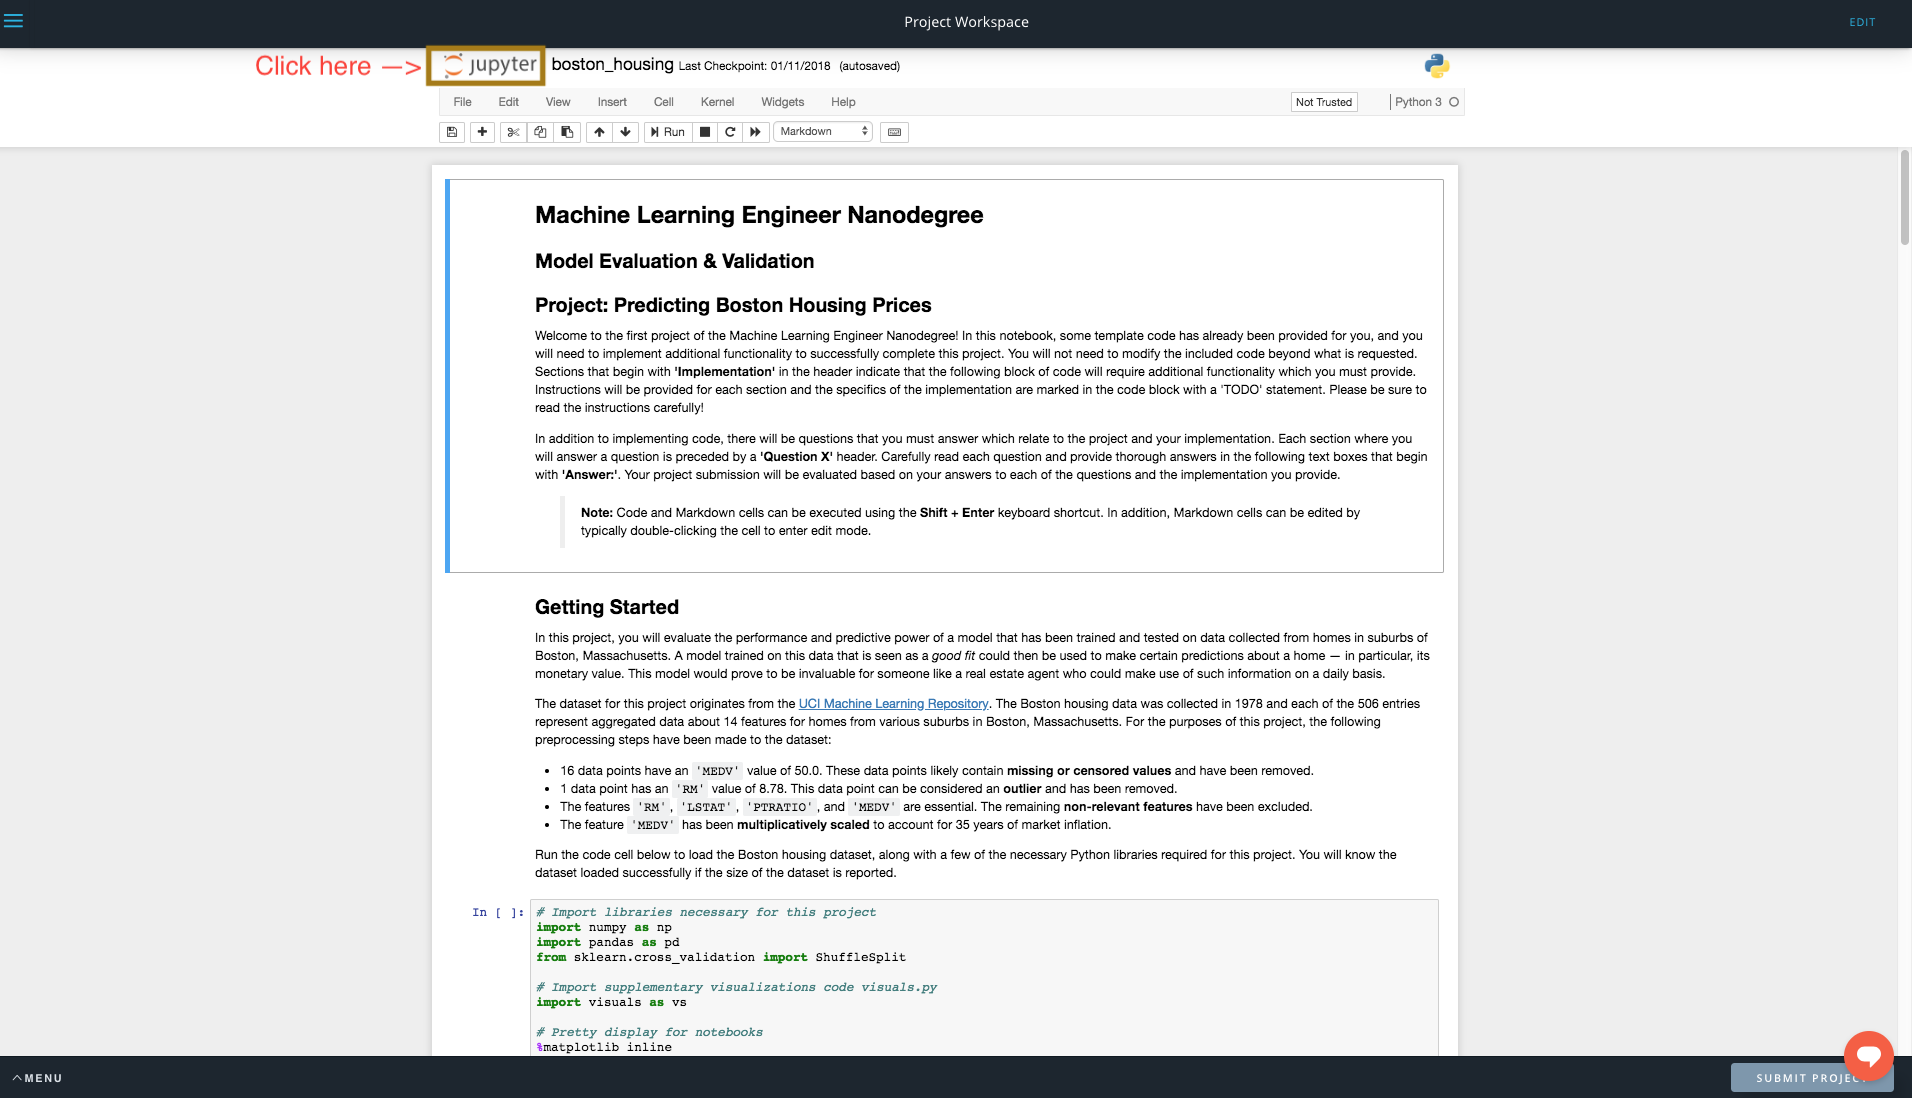 Project Workspace
EDIT
Click here —>
jupyter boston_housing Last Checkpoint: 01/11/2018 (autosaved)
File Edit View Insert Cell Kernel Widgets Help
Not Trusted
Python 3
Run
Markdown
Machine Learning Engineer Nanodegree
Model Evaluation & Validation
Project: Predicting Boston Housing Prices
Welcome to the first project of the Machine Learning Engineer Nanodegree! In this notebook, some template code has already been provided for you, and you
will need to implement additional functionality to successfully complete this project. You will not need to modify the included code beyond what is requested.
Sections that begin with 'Implementation' in the header indicate that the following block of code will require additional functionality which you must provide.
Instructions will be provided for each section and the specifics of the implementation are marked in the code block with a 'TODO' statement. Please be sure to
read the instructions carefully!
In addition to implementing code, there will be questions that you must answer which relate to the project and your implementation. Each section where you
will answer a question is preceded by a 'Question X' header. Carefully read each question and provide thorough answers in the following text boxes that begin
with 'Answer:'. Your project submission will be evaluated based on your answers to each of the questions and the implementation you provide.
Note: Code and Markdown cells can be executed using the Shift + Enter keyboard shortcut. In addition, Markdown cells can be edited by
typically double-clicking the cell to enter edit mode.
Getting Started
In this project, you will evaluate the performance and predictive power of a model that has been trained and tested on data collected from homes in suburbs of
Boston, Massachusetts. A model trained on this data that is seen as a good fit could then be used to make certain predictions about a home — in particular, its
monetary value. This model would prove to be invaluable for someone like a real estate agent who could make use of such information on a daily basis.
The dataset for this project originates from the UCI Machine Learning Repository. The Boston housing data was collected in 1978 and each of the 506 entries
represent aggregated data about 14 features for homes from various suburbs in Boston, Massachusetts. For the purposes of this project, the following
preprocessing steps have been made to the dataset:
• 16 data points have an 'MEDV' value of 50.0. These data points likely contain missing or censored values and have been removed.
• 1 data point has an 'RM' value of 8.78. This data point can be considered an outlier and has been removed.
• The features 'RM', 'LSTAT', 'PTRATIO', and 'MEDV' are essential. The remaining non-relevant features have been excluded.
• The feature 'MEDV' has been multiplicatively scaled to account for 35 years of market inflation.
Run the code cell below to load the Boston housing dataset, along with a few of the necessary Python libraries required for this project. You will know the
dataset loaded successfully if the size of the dataset is reported.
In [ ]: # Import libraries necessary for this project
import numpy as np
import pandas as pd
from sklearn.cross_validation import ShuffleSplit
# Import supplementary visualizations code visuals.py
import visuals as vs
# Pretty display for notebooks
%matplotlib inline
MENU
SUBMIT PROJEC